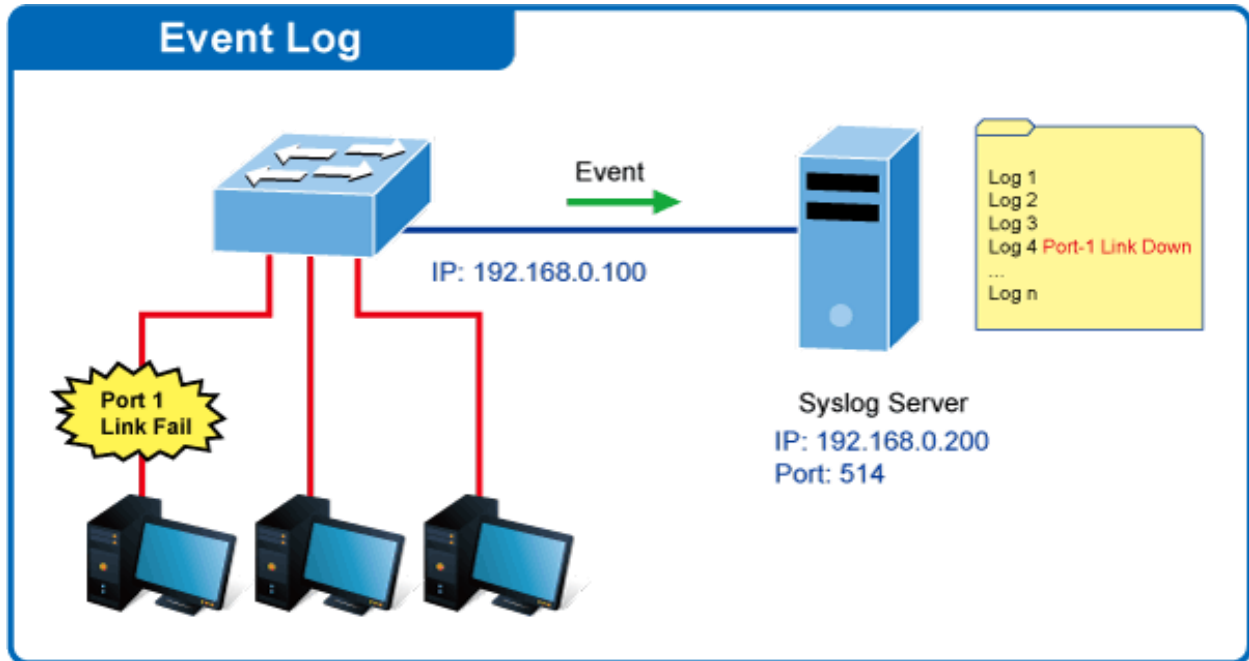 Event Log
Event
IP: 192.168.0.100
Port 1
Link Fail
Syslog Server
IP: 192.168.0.200
Port: 514
Log 1
Log 2
Log 3
Log 4 Port-1 Link Down
...
Log n